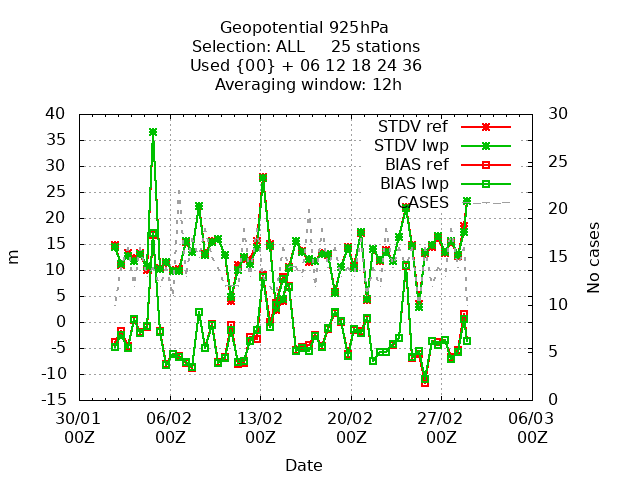 Geopotential 925hPa
Selection: ALL 25 stations
Used {00} + 06 12 18 24 36
Averaging window: 12h
40
35
30
25
20
15
10
5
0
-5
-10
-15
m
30
25
20
15
10
5
0
No cases
STDV ref
STDV lwp
BIAS ref
BIAS lwp
CASES
30/01 06/02 13/02 20/02 27/02 06/03
00Z 00Z 00Z 00Z 00Z 00Z
Date